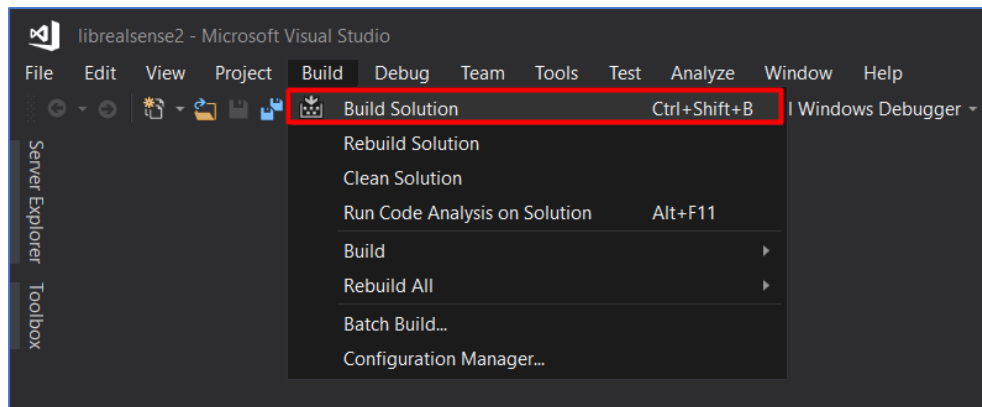 librealsense2 - Microsoft Visual Studio
File Edit View Project Build Debug Team Tools Test Analyze Window Help
Build Solution Ctrl+Shift+B
l Windows Debugger
Rebuild Solution
Clean Solution
Run Code Analysis on Solution Alt+F11
Build
Rebuild All
Batch Build...
Configuration Manager...
Server Explorer
Toolbox